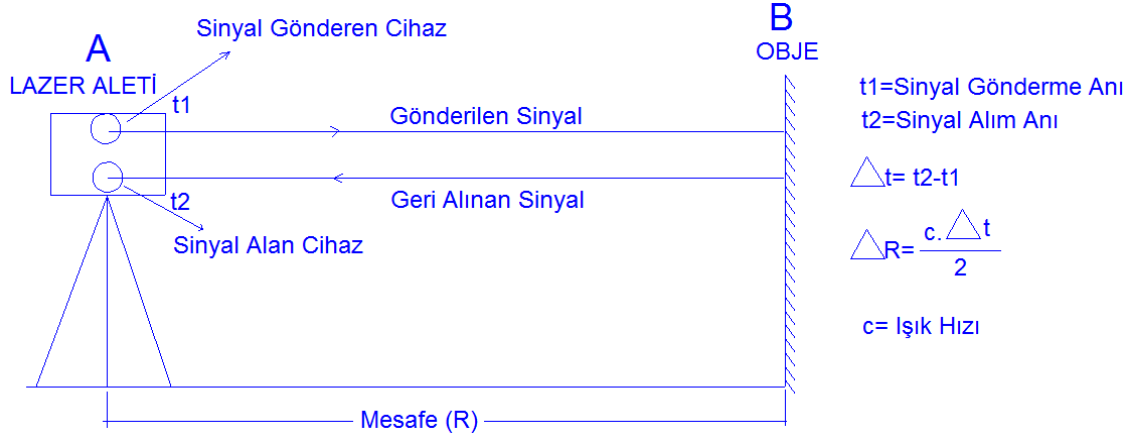 A
LAZER ALETİ
Sinyal Gönderen Cihaz
t1
Gönderilen Sinyal
Geri Alınan Sinyal
t2
Sinyal Alan Cihaz
Mesafe (R)
B
OBJE
t1=Sinyal Gönderme Anı
t2=Sinyal Alım Anı
△t= t2-t1
△R= c. △t
2
c= Işık Hızı